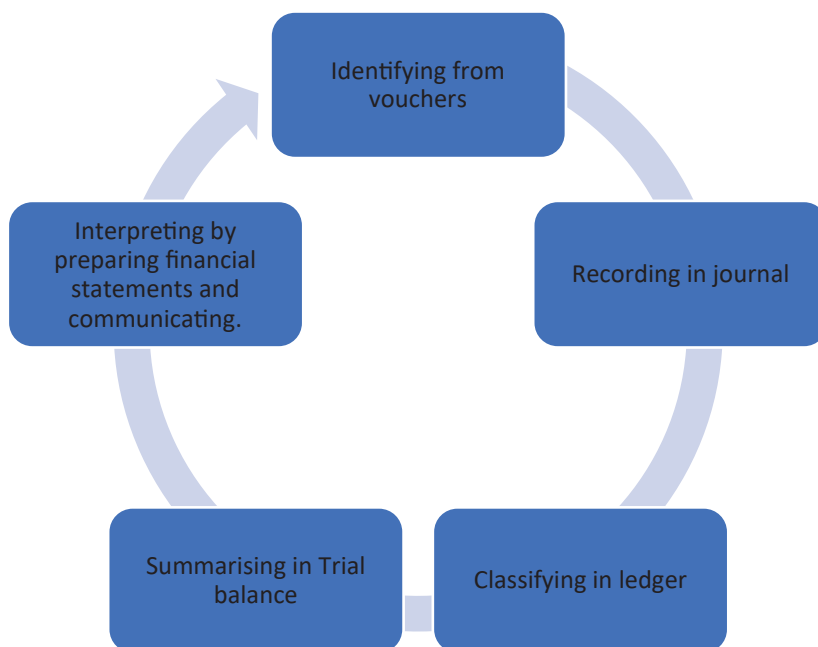 Identifying from
vouchers
Recording in journal
Classifying in ledger
Summarising in Trial
balance
Interpreting by
preparing financial
statements and
communicating.